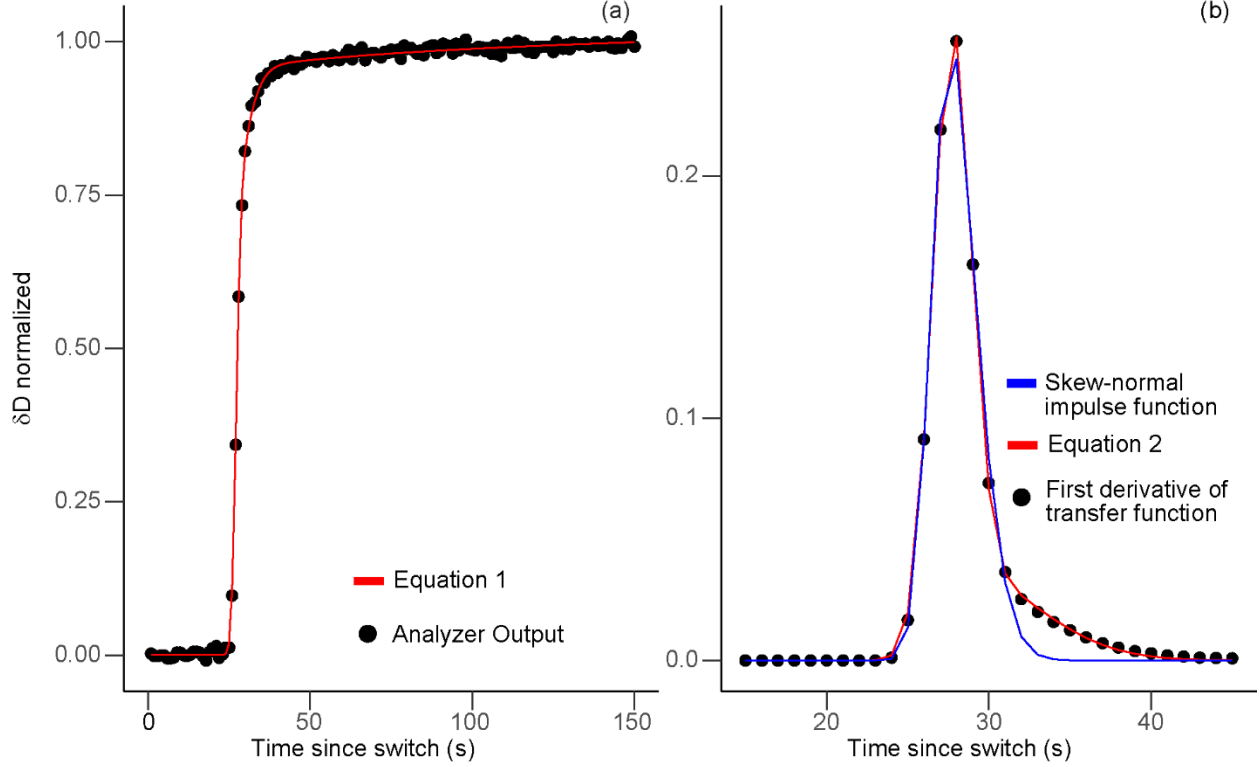 (a)
1.00
0.75
0.50
0.25
0.00
δD normalized
Equation 1
Analyzer Output
0
50
100
150
Time since switch (s)
(b)
0.2
0.1
0.0
Skew-normal
impulse function
Equation 2
First derivative of
transfer function
20
30
40
Time since switch (s)